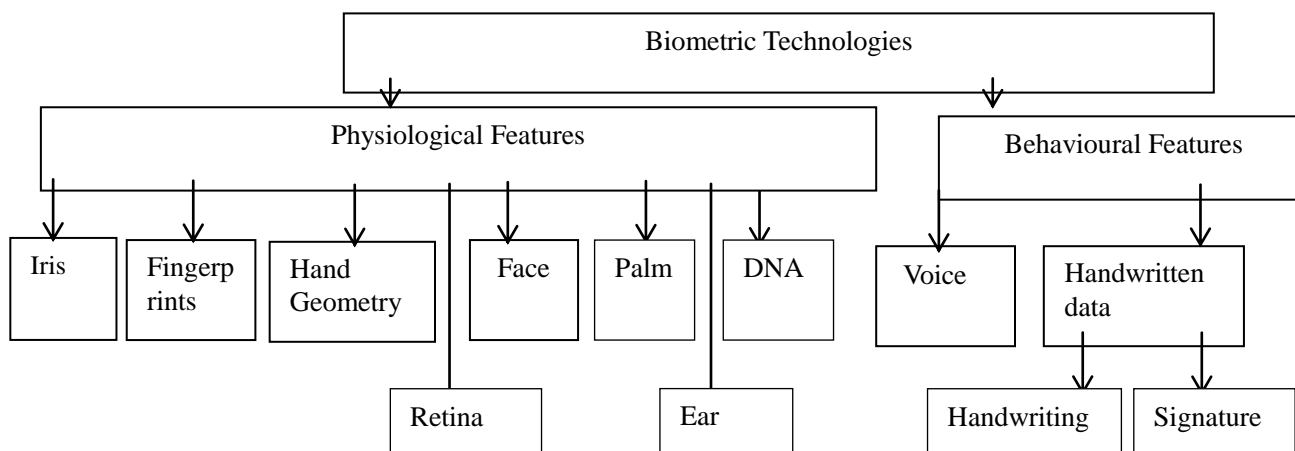 Biometric Technologies
Physiological Features
Behavioural Features
Iris
Fingerp
rints
Hand
Geometry
Face
Palm
DNA
Voice
Handwritten
data
Retina
Ear
Handwriting
Signature